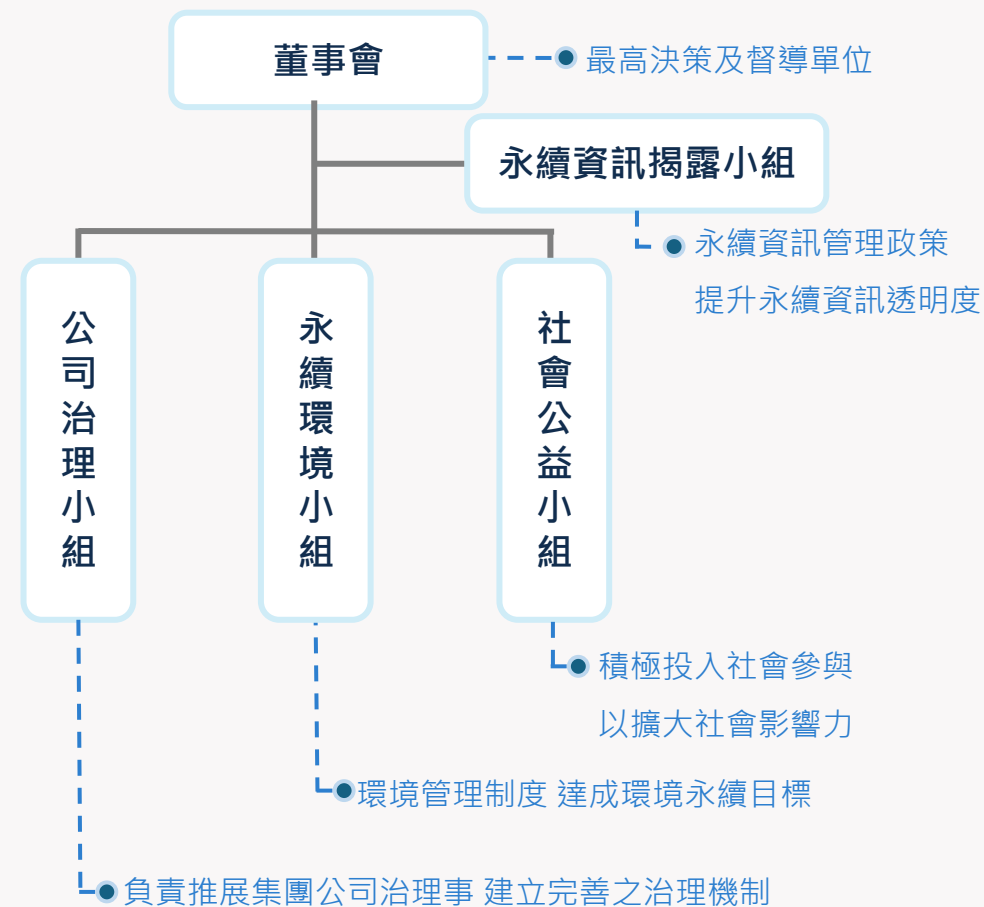 董事會
最高決策及督導單位
永續資訊揭露小組
永續資訊管理政策
提升永續資訊透明度
公司治理小組
永續環境小組
社會公益小組
積極投入社會參與
以擴大社會影響力
環境管理制度 達成環境永續目標
負責推展集團公司治理事 建立完善之治理機制